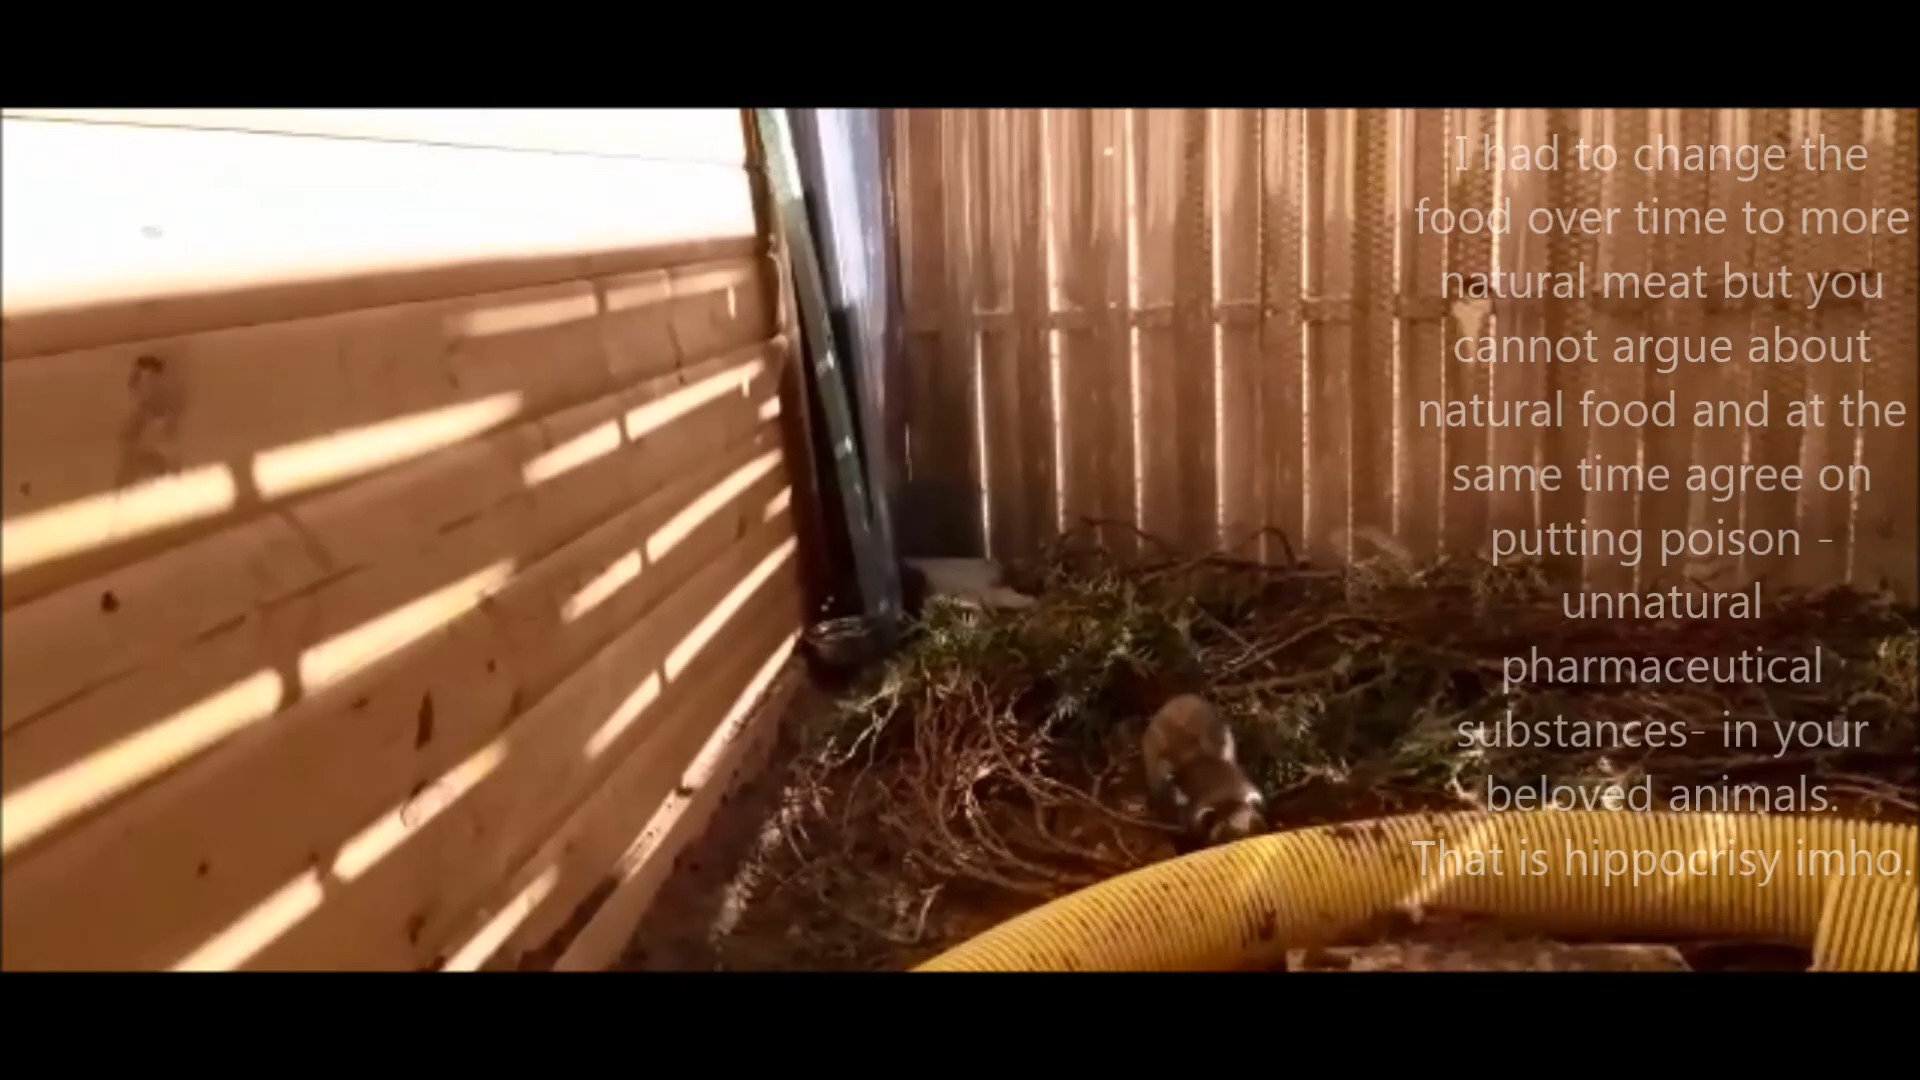 I had to change the
food over time to more
natural meat but you
cannot argue about
natural food and at the
same time agree on
putting poison -
unnatural
pharmaceutical
substances- in your
beloved animals.
That is hippocrisy imho.